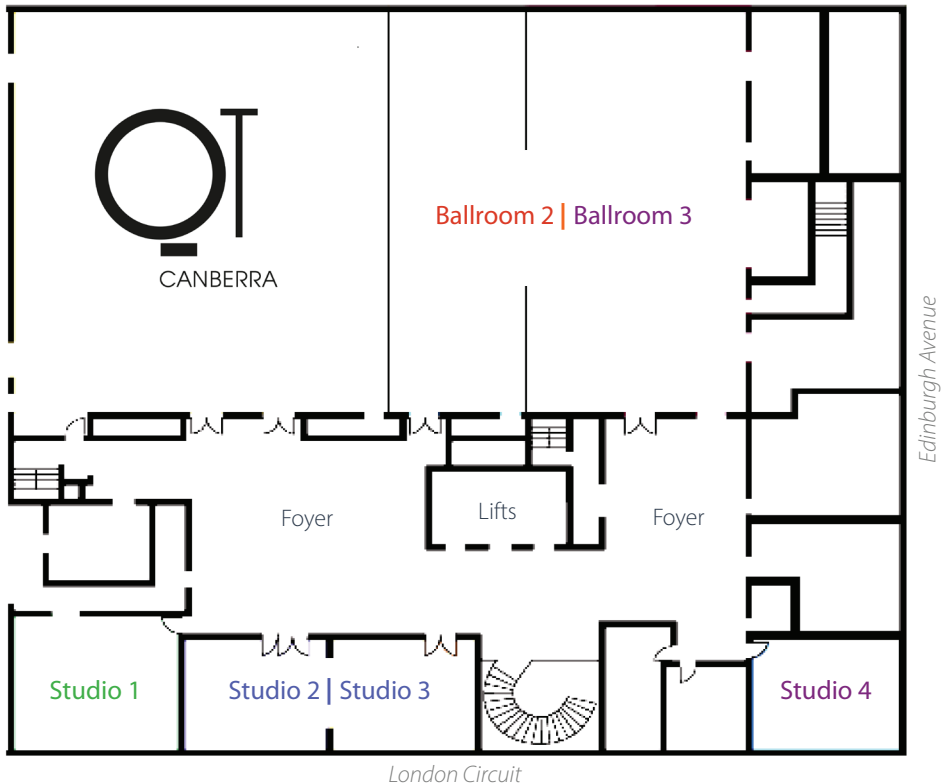 QT
CANBERRA
Ballroom 2 | Ballroom 3
Edinburgh Avenue
Foyer
Lifts
Foyer
Studio 1
Studio 2 | Studio 3
Studio 4
London Circuit